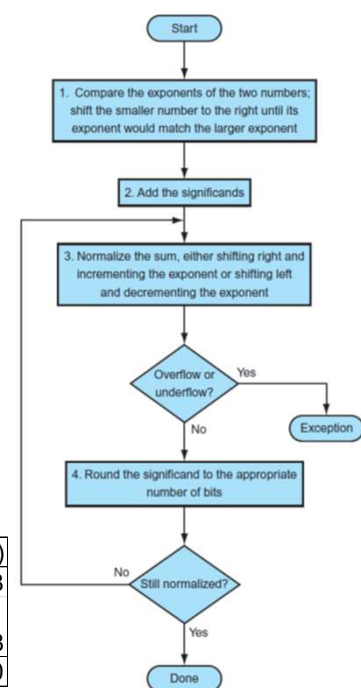 Start
1. Compare the exponents of the two numbers;
shift the smaller number to the right until its
exponent would match the larger exponent
2. Add the significands
3. Normalize the sum, either shifting right and
incrementing the exponent or shifting left
and decrementing the exponent
Overflow or
underflow?
Yes
No
Exception
4. Round the significand to the appropriate
number of bits
Still normalized?
No
Yes
Done
)
)